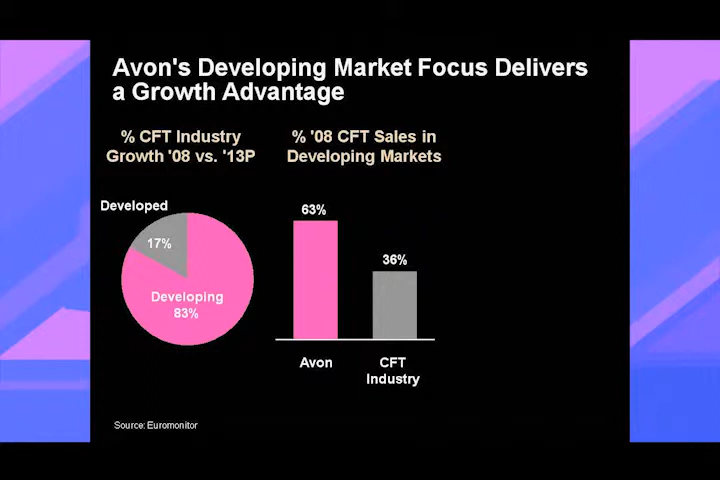 Avon's Developing Market Focus Delivers
a Growth Advantage
% CFT Industry
Growth '08 vs. '13P
% '08 CFT Sales in
Developing Markets
Developed
17%
Developing
83%
63%
36%
Avon
CFT
Industry
Source: Euromonitor